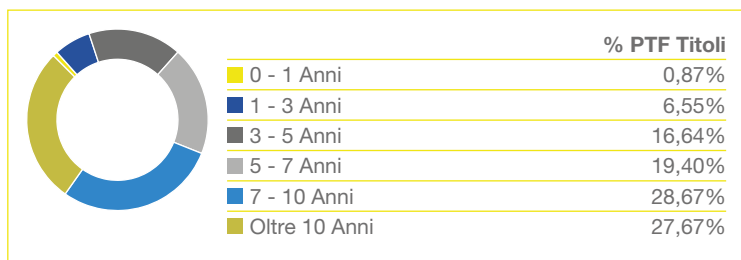 % PTF Titoli
0 - 1 Anni 0,87%
1 - 3 Anni 6,55%
3 - 5 Anni 16,64%
5 - 7 Anni 19,40%
7 - 10 Anni 28,67%
Oltre 10 Anni 27,67%